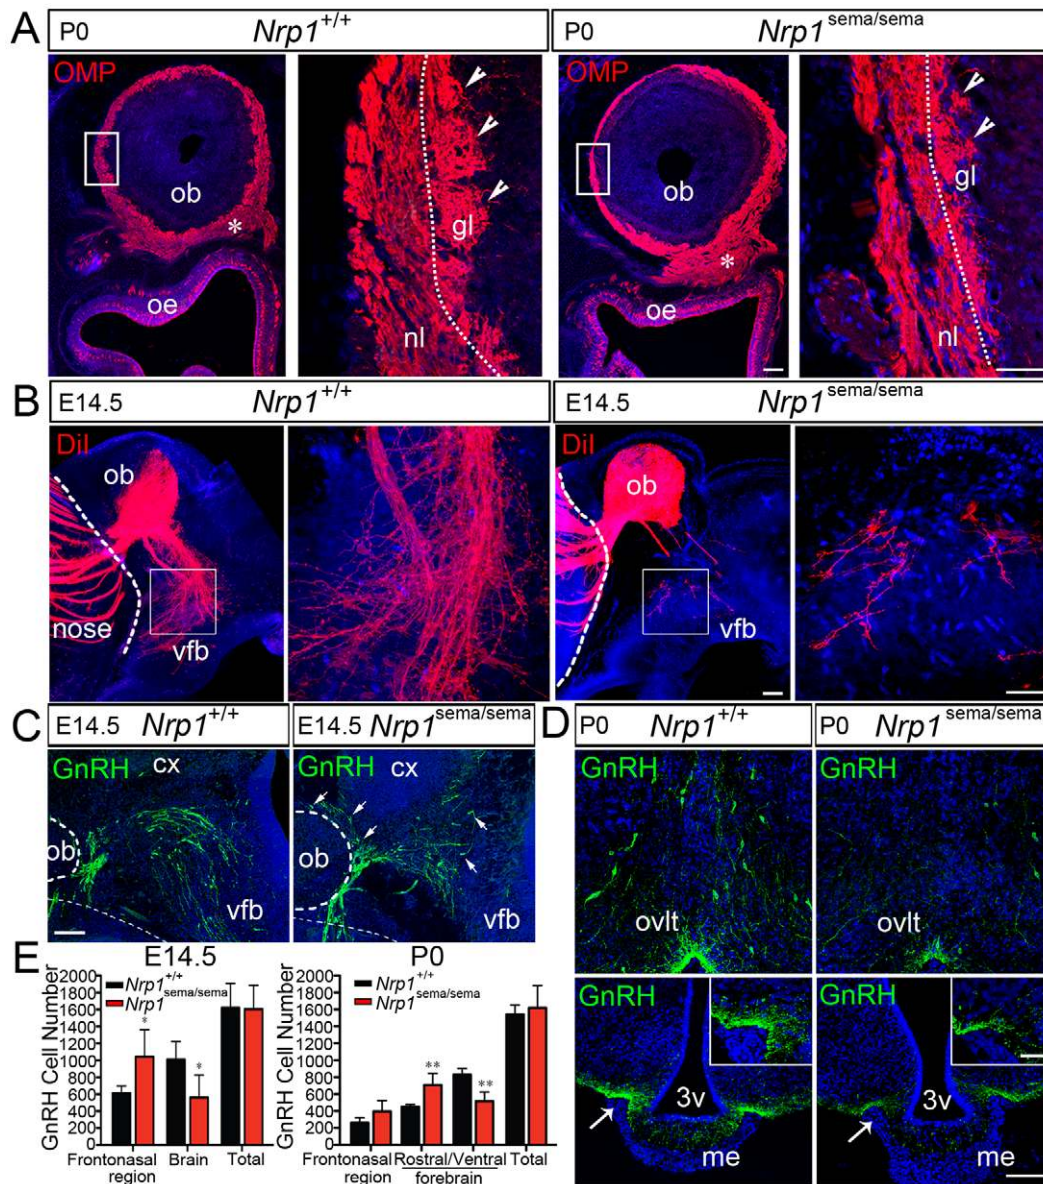 A
P0 Nrp1+/+
P0 Nrp1sema/sema
OMP
ob
*
oe
gl
nl
ob
*
oe
gl
nl
B
E14.5 Nrp1+/+
E14.5 Nrp1sema/sema
DiI
ob
nose
vfb
ob
vfb
C
E14.5 Nrp1+/+
E14.5 Nrp1sema/sema
GnRH
cx
ob
vfb
GnRH
cx
ob
vfb
D
P0 Nrp1+/+
P0 Nrp1sema/sema
GnRH
ovlt
GnRH
ovlt
GnRH
3v
me
GnRH
3v
me
E
E14.5
GnRH Cell Number
2000
1800
1600
1400
1200
1000
800
600
400
200
0
Nrp1+/+
Nrp1sema/sema
*
*
Frontonasal
region
Brain
Total
P0
GnRH Cell Number
2000
1800
1600
1400
1200
1000
800
600
400
200
0
Nrp1+/+
Nrp1sema/sema
**
**
Frontonasal
region
Rostral/Ventral
forebrain
Total